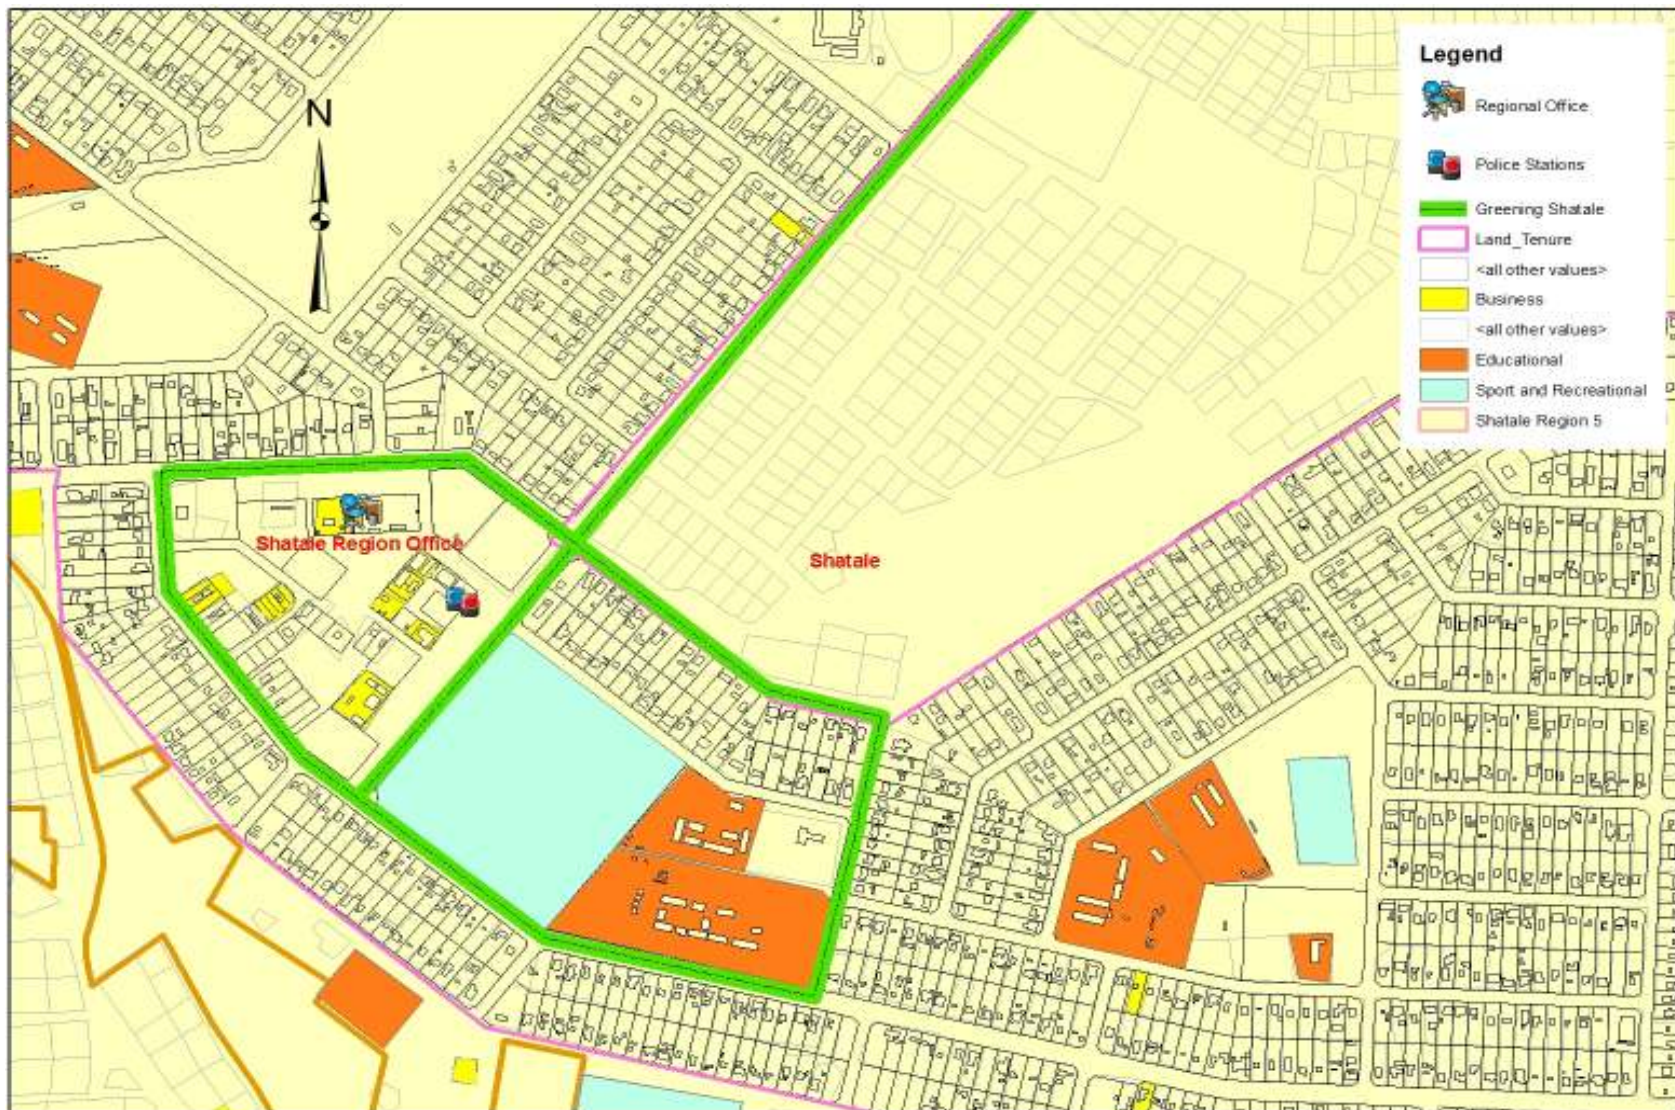 Legend
Regional Office
Police Stations
Greening Shatale
Land_Tenure
<all other values>
Business
<all other values>
Educational
Sport and Recreational
Shatale Region 5
N
Shatale Region Office
Shatale